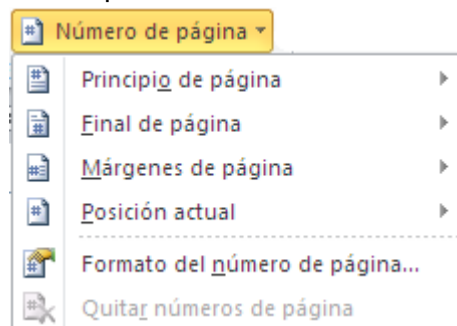 Número de página
Principio de página
Final de página
Márgenes de página
Posición actual
Formato del número de página...
Quitar números de página